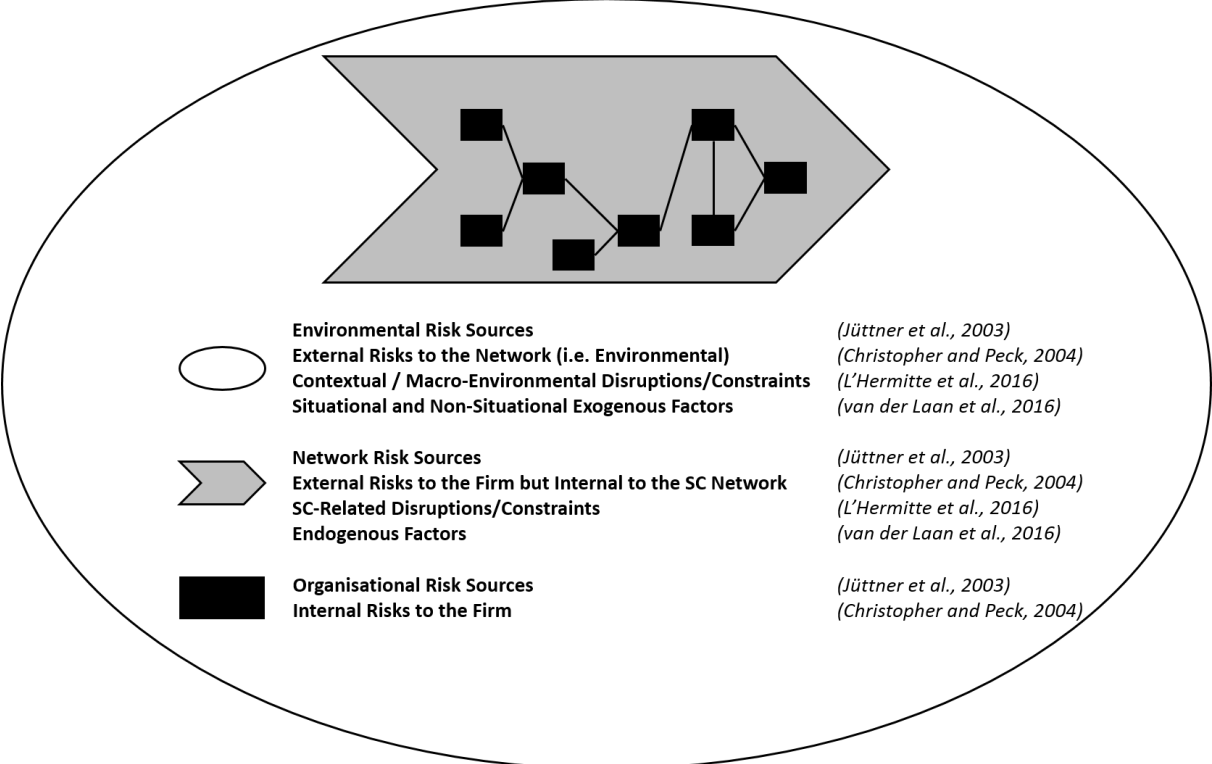 Environmental Risk Sources (Jüttner et al., 2003)
External Risks to the Network (i.e. Environmental) (Christopher and Peck, 2004)
Contextual / Macro-Environmental Disruptions/Constraints (L'Hermitte et al., 2016)
Situational and Non-Situational Exogenous Factors (van der Laan et al., 2016)
Network Risk Sources (Jüttner et al., 2003)
External Risks to the Firm but Internal to the SC Network (Christopher and Peck, 2004)
SC-Related Disruptions/Constraints (L'Hermitte et al., 2016)
Endogenous Factors (van der Laan et al., 2016)
Organisational Risk Sources (Jüttner et al., 2003)
Internal Risks to the Firm (Christopher and Peck, 2004)